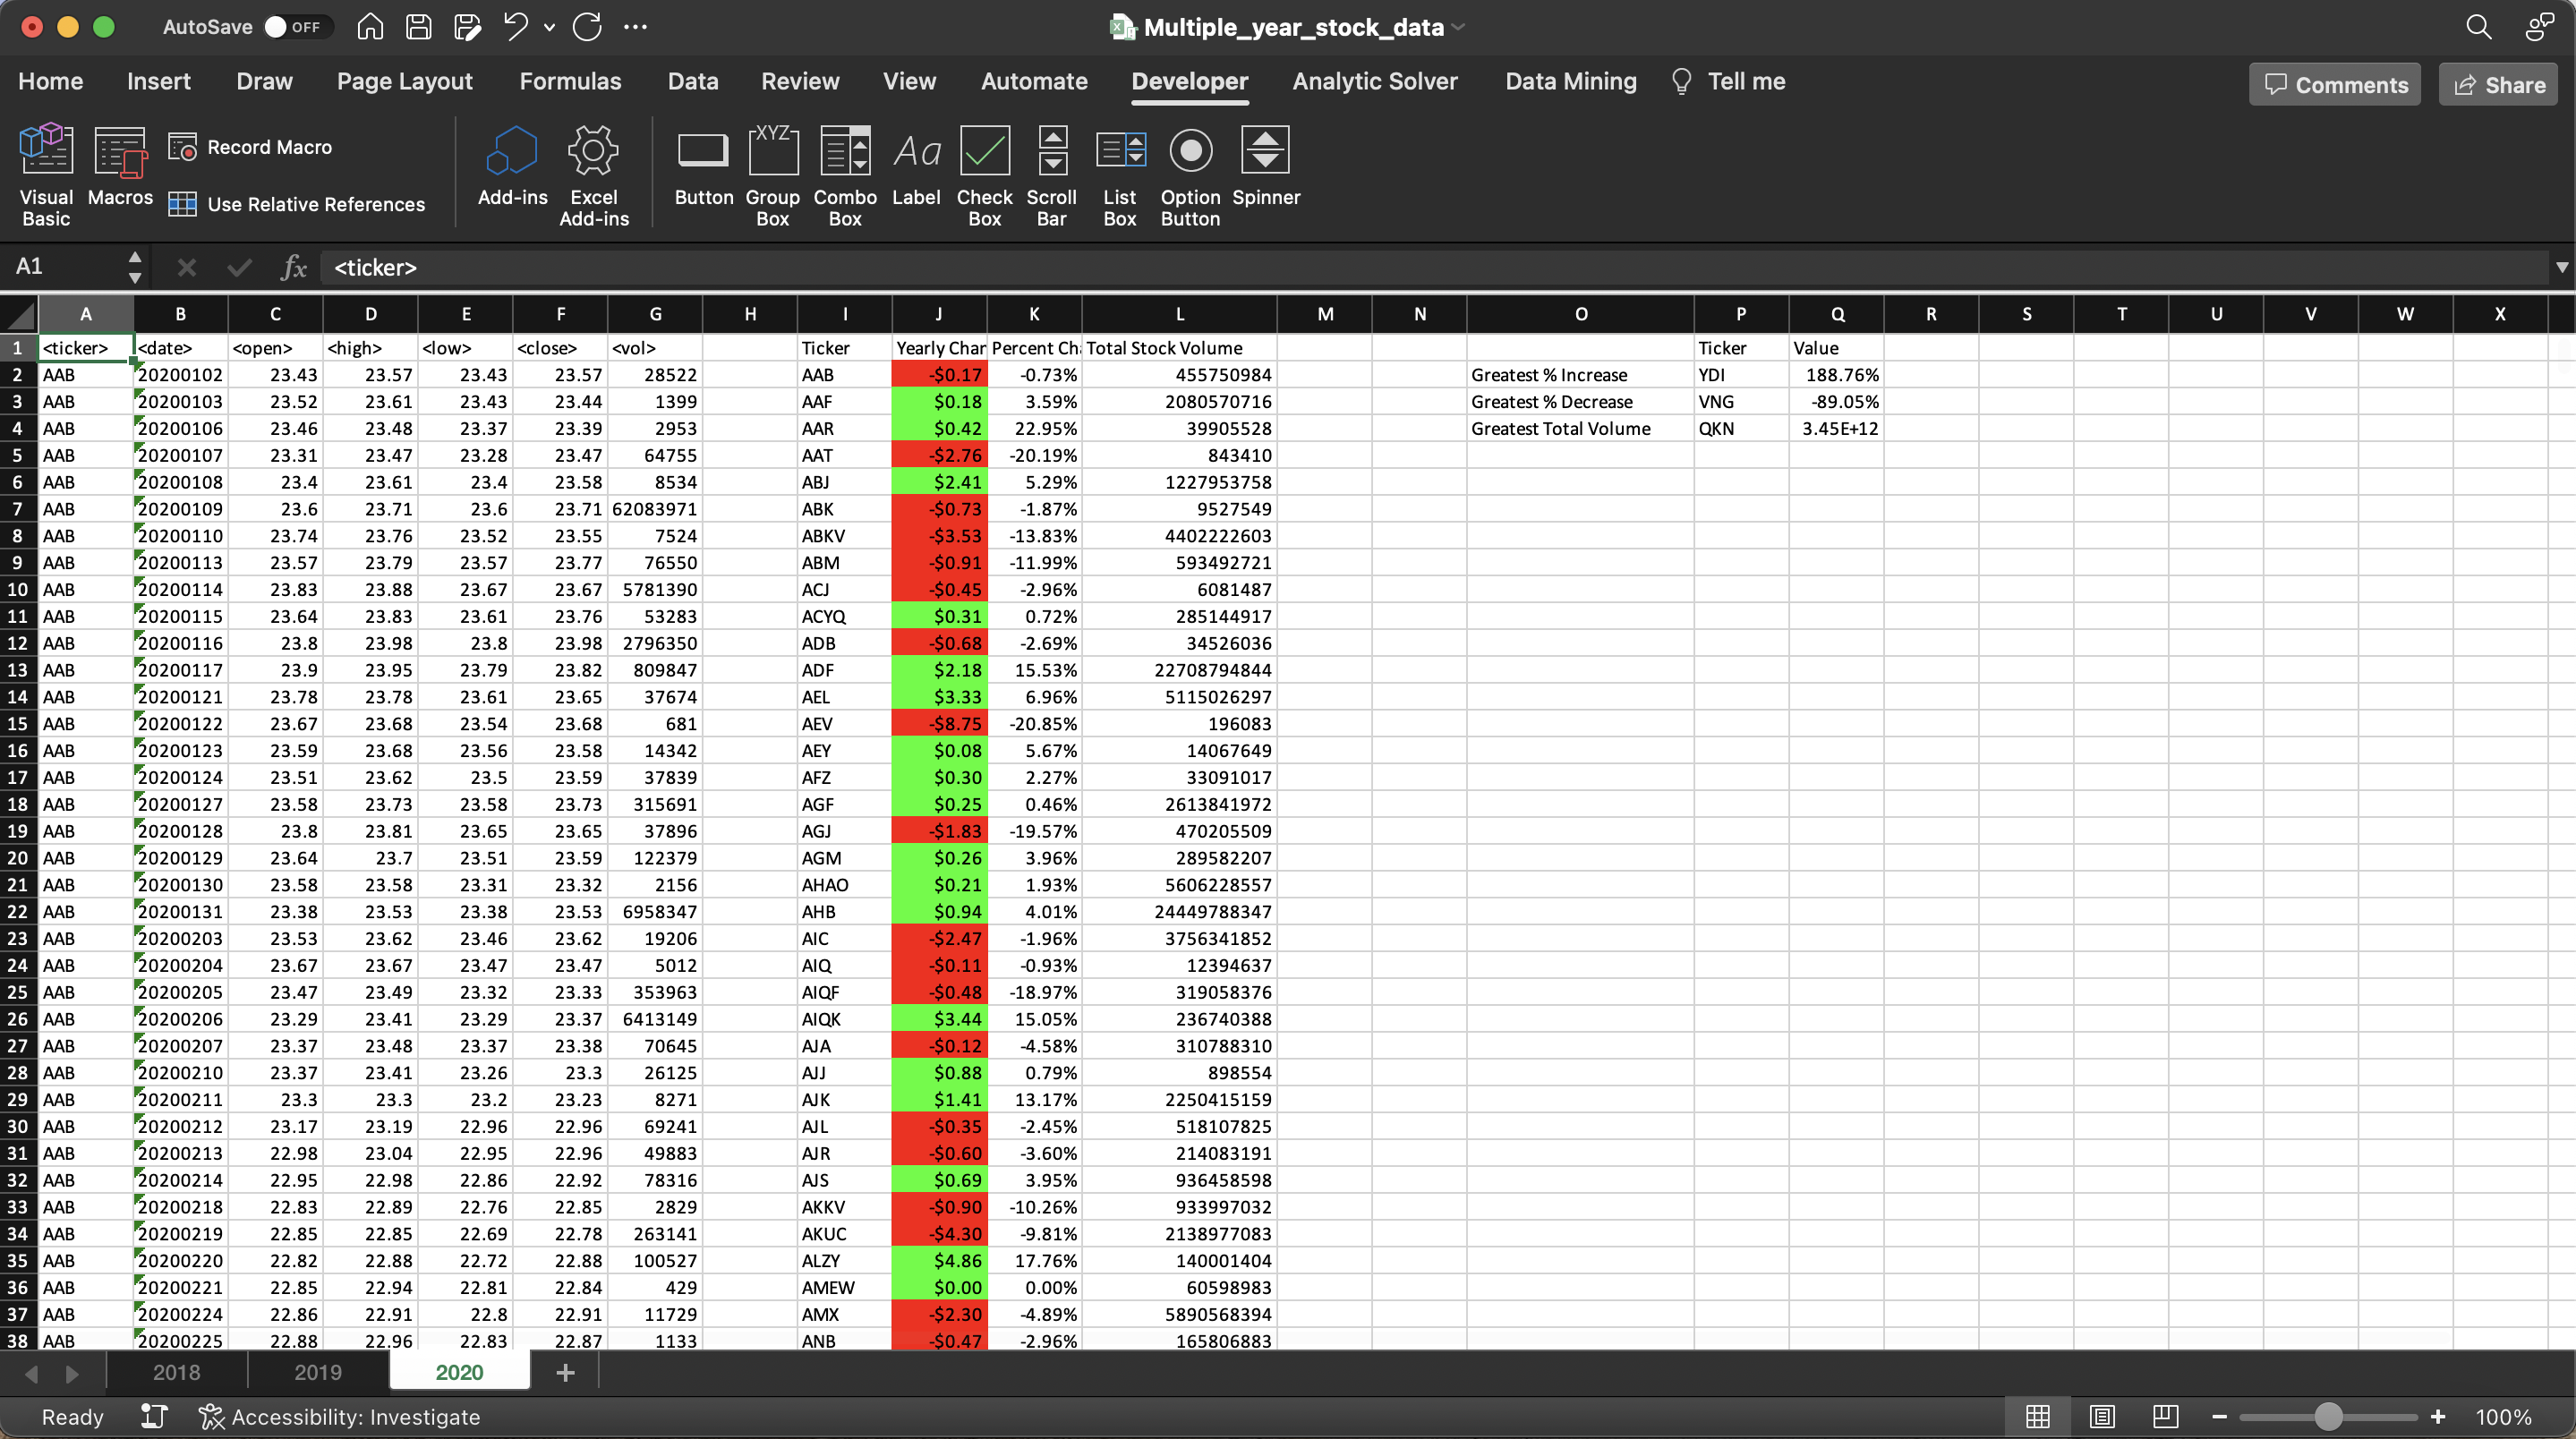 AutoSave OFF Multiple_year_stock_data
Home Insert Draw Page Layout Formulas Data Review View Automate Developer Analytic Solver Data Mining Tell me Comments Share
Visual Basic Macros Record Macro Use Relative References Add-ins Excel Add-ins Button XYZ Group Box Combo Box Aa Label Check Box Scroll Bar List Box Option Button Spinner
A1 fx <ticker>
A B C D E F G H I J K L M N O P Q R S T U V W X
1 <ticker> <date> <open> <high> <low> <close> <vol> Ticker Yearly Char Percent Ch Total Stock Volume Ticker Value
2 AAB 20200102 23.43 23.57 23.43 23.57 28522 AAB -$0.17 -0.73% 455750984 Greatest % Increase YDI 188.76%
3 AAB 20200103 23.52 23.61 23.43 23.44 1399 AAF $0.18 3.59% 2080570716 Greatest % Decrease VNG -89.05%
4 AAB 20200106 23.46 23.48 23.37 23.39 2953 AAR $0.42 22.95% 39905528 Greatest Total Volume QKN 3.45E+12
5 AAB 20200107 23.31 23.47 23.28 23.47 64755 AAT -$2.76 -20.19% 843410
6 AAB 20200108 23.4 23.61 23.4 23.58 8534 ABJ $2.41 5.29% 1227953758
7 AAB 20200109 23.6 23.71 23.6 23.71 62083971 ABK -$0.73 -1.87% 9527549
8 AAB 20200110 23.74 23.76 23.52 23.55 7524 ABKV -$3.53 -13.83% 4402222603
9 AAB 20200113 23.57 23.79 23.57 23.77 76550 ABM -$0.91 -11.99% 593492721
10 AAB 20200114 23.83 23.88 23.67 23.67 5781390 ACJ -$0.45 -2.96% 6081487
11 AAB 20200115 23.64 23.83 23.61 23.76 53283 ACYQ $0.31 0.72% 285144917
12 AAB 20200116 23.8 23.98 23.8 23.98 2796350 ADB -$0.68 -2.69% 34526036
13 AAB 20200117 23.9 23.95 23.79 23.82 809847 ADF $2.18 15.53% 22708794844
14 AAB 20200121 23.78 23.78 23.61 23.65 37674 AEL $3.33 6.96% 5115026297
15 AAB 20200122 23.67 23.68 23.54 23.68 681 AEV -$8.75 -20.85% 196083
16 AAB 20200123 23.59 23.68 23.56 23.58 14342 AEY $0.08 5.67% 14067649
17 AAB 20200124 23.51 23.62 23.5 23.59 37839 AFZ $0.30 2.27% 33091017
18 AAB 20200127 23.58 23.73 23.58 23.73 315691 AGF $0.25 0.46% 2613841972
19 AAB 20200128 23.8 23.81 23.65 23.65 37896 AGJ -$1.83 -19.57% 470205509
20 AAB 20200129 23.64 23.7 23.51 23.59 122379 AGM $0.26 3.96% 289582207
21 AAB 20200130 23.58 23.58 23.31 23.32 2156 AHAO $0.21 1.93% 5606228557
22 AAB 20200131 23.38 23.53 23.38 23.53 6958347 AHB $0.94 4.01% 24449788347
23 AAB 20200203 23.53 23.62 23.46 23.62 19206 AIC -$2.47 -1.96% 3756341852
24 AAB 20200204 23.67 23.67 23.47 23.47 5012 AIQ -$0.11 -0.93% 12394637
25 AAB 20200205 23.47 23.49 23.32 23.33 353963 AIQF -$0.48 -18.97% 319058376
26 AAB 20200206 23.29 23.41 23.29 23.37 6413149 AIQK $3.44 15.05% 236740388
27 AAB 20200207 23.37 23.48 23.37 23.38 70645 AJA -$0.12 -4.58% 310788310
28 AAB 20200210 23.37 23.41 23.26 23.3 26125 AJJ $0.88 0.79% 898554
29 AAB 20200211 23.3 23.3 23.2 23.23 8271 AJK $1.41 13.17% 2250415159
30 AAB 20200212 23.17 23.19 22.96 22.96 69241 AJL -$0.35 -2.45% 518107825
31 AAB 20200213 22.98 23.04 22.95 22.96 49883 AJR -$0.60 -3.60% 214083191
32 AAB 20200214 22.95 22.98 22.86 22.92 78316 AJS $0.69 3.95% 936458598
33 AAB 20200218 22.83 22.89 22.76 22.85 2829 AKKV -$0.90 -10.26% 933997032
34 AAB 20200219 22.85 22.85 22.69 22.78 263141 AKUC -$4.30 -9.81% 2138977083
35 AAB 20200220 22.82 22.88 22.72 22.88 100527 ALZY $4.86 17.76% 140001404
36 AAB 20200221 22.85 22.94 22.81 22.84 429 AMEW $0.00 0.00% 60598983
37 AAB 20200224 22.86 22.91 22.8 22.91 11729 AMX -$2.30 -4.89% 5890568394
38 AAB 20200225 22.88 22.96 22.83 22.87 1133 ANB -$0.47 -2.96% 165806883
2018 2019 2020 +
Ready Accessibility: Investigate 100%